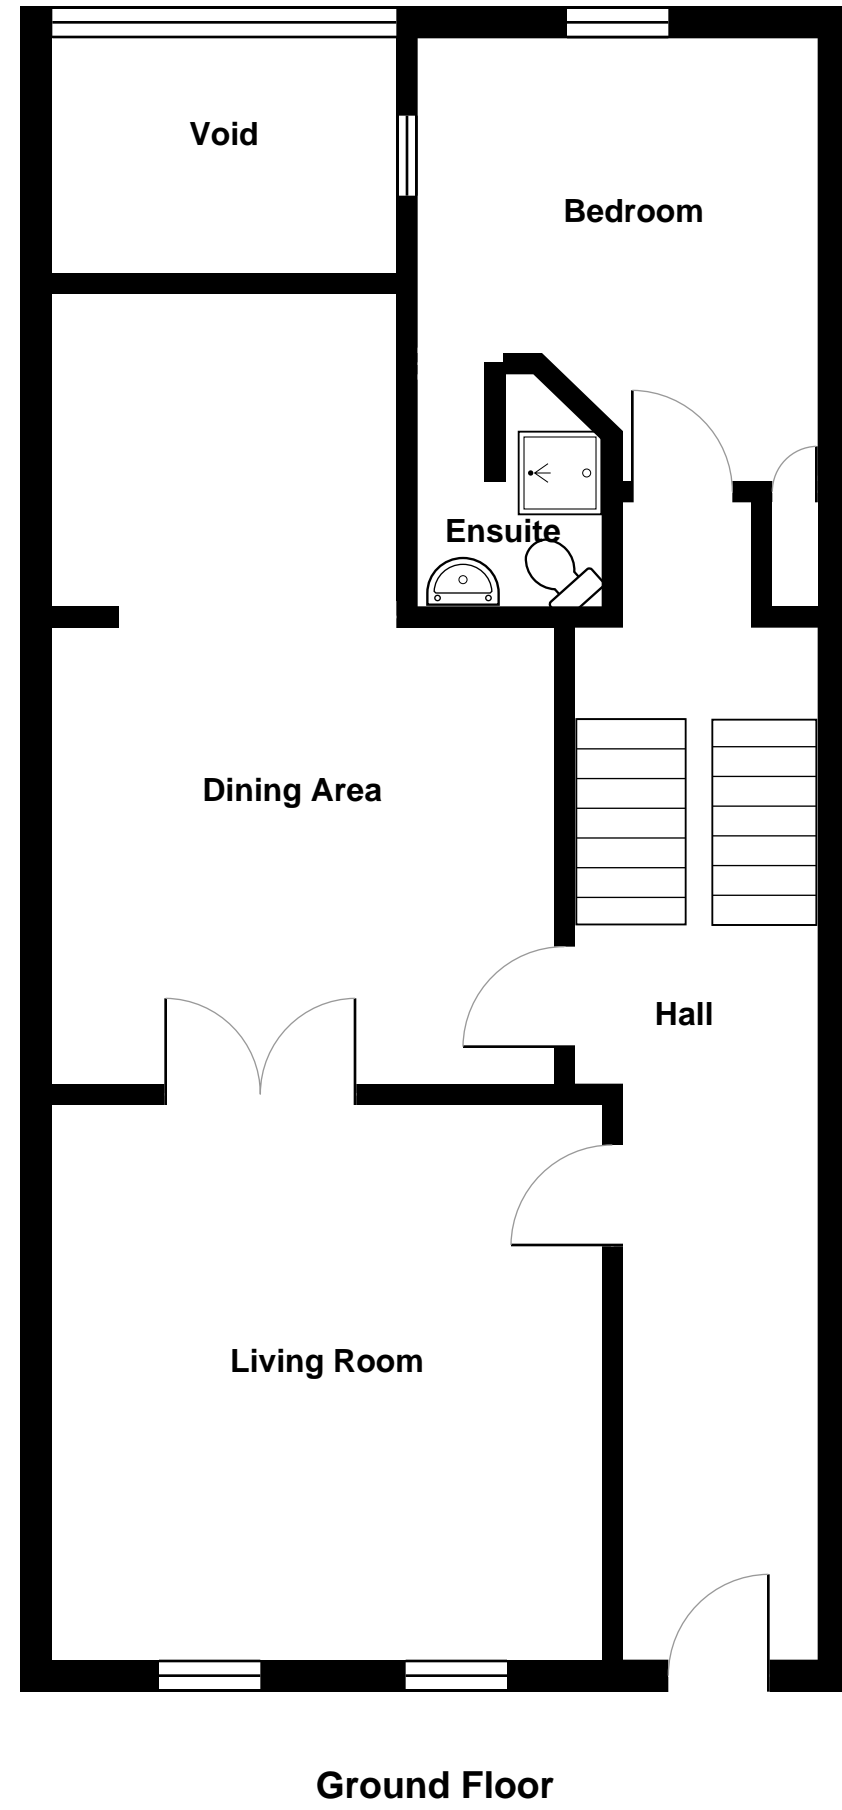 Void
Bedroom
Ensuite
Dining Area
Hall
Living Room
Ground Floor